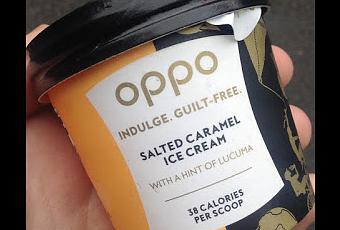 oppo
INDULGE. GUILT-FREE.
SALTED CARAMEL
ICE CREAM
WITH A HINT OF LUCUMA
38 CALORIES
PER SCOOP